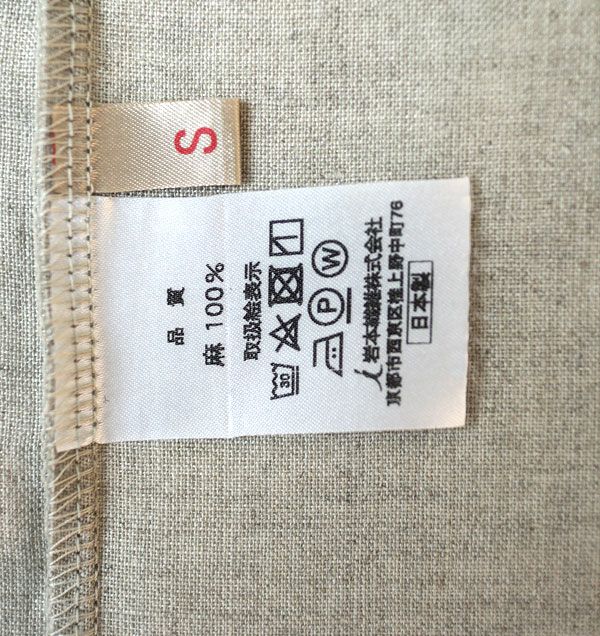 S
品 質
麻 100%
取扱絵表示
30
P W
岩本繊維株式会社
京都市西京区桂上野中町76
日本製